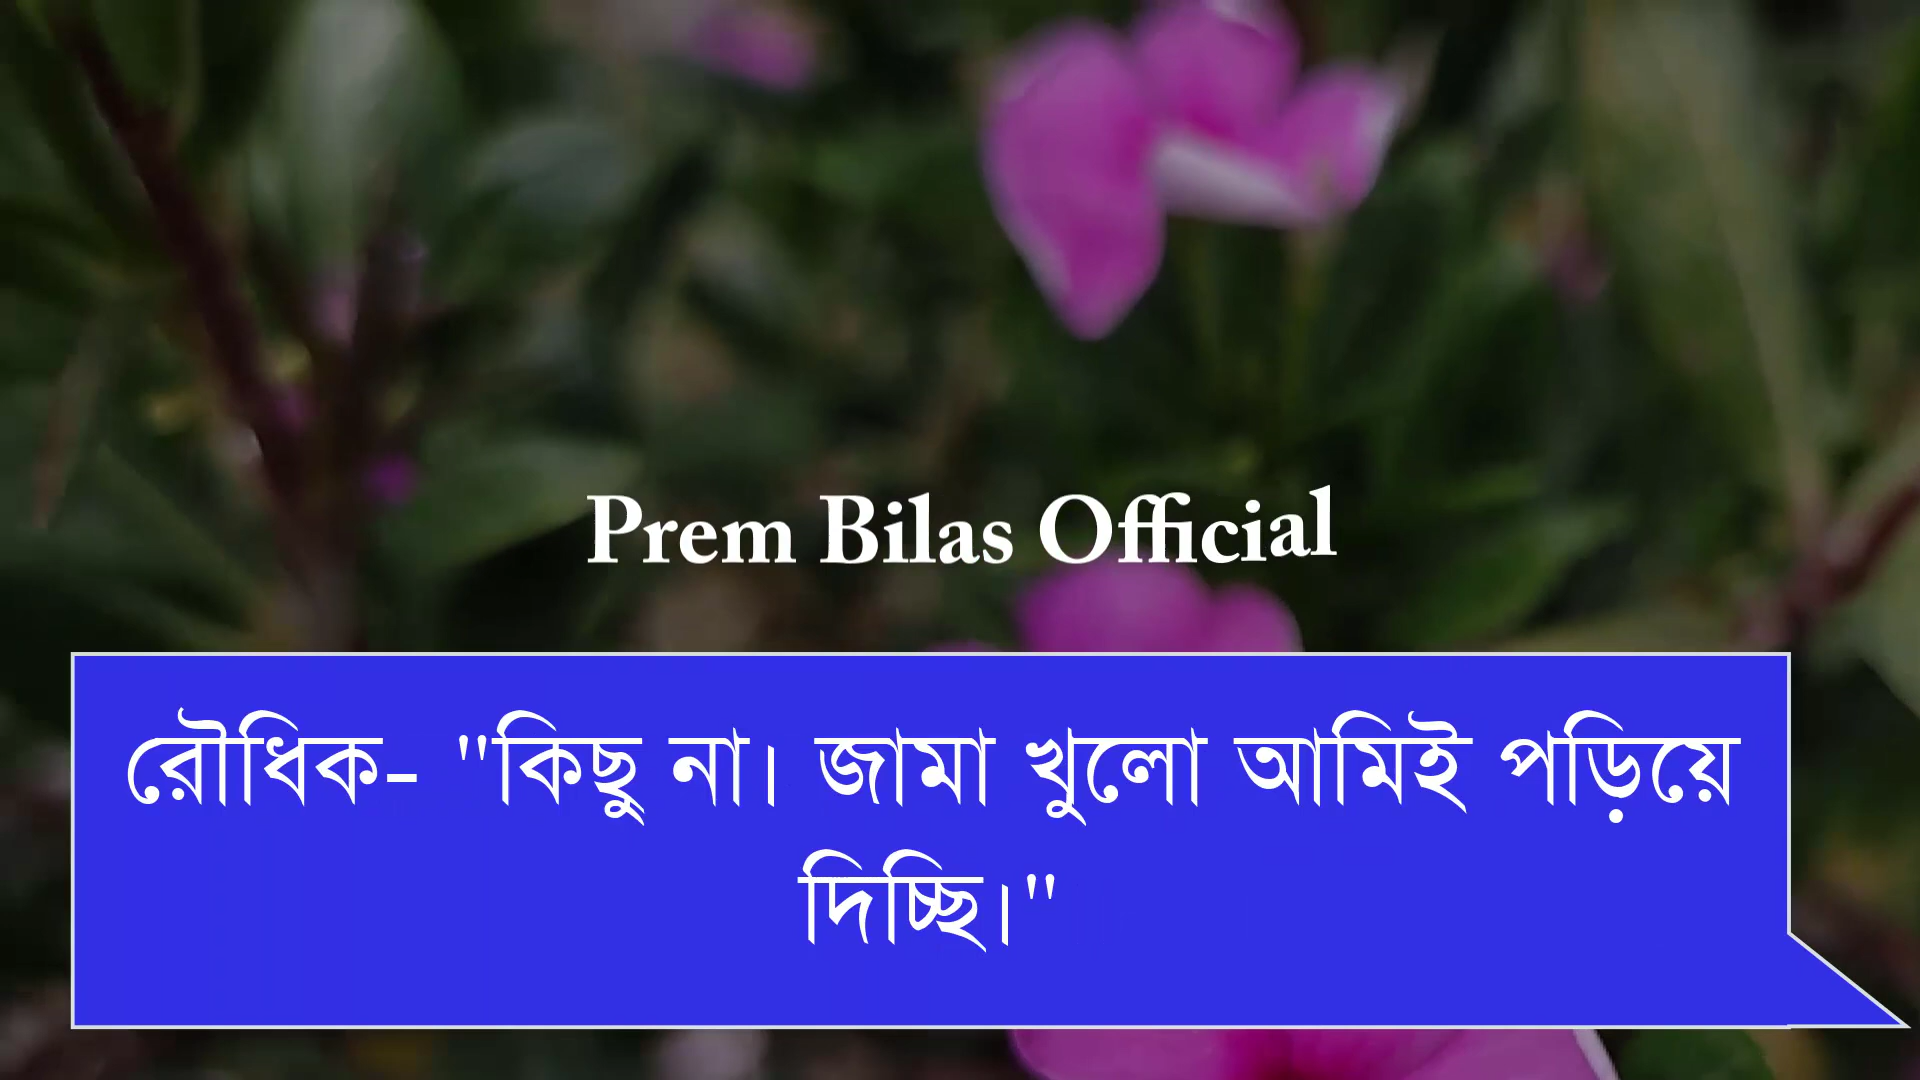 Prem Bilas Official
রৌধিক- "কিছু না। জামা খুলো আমিই পড়িয়ে
দিচ্ছি।"